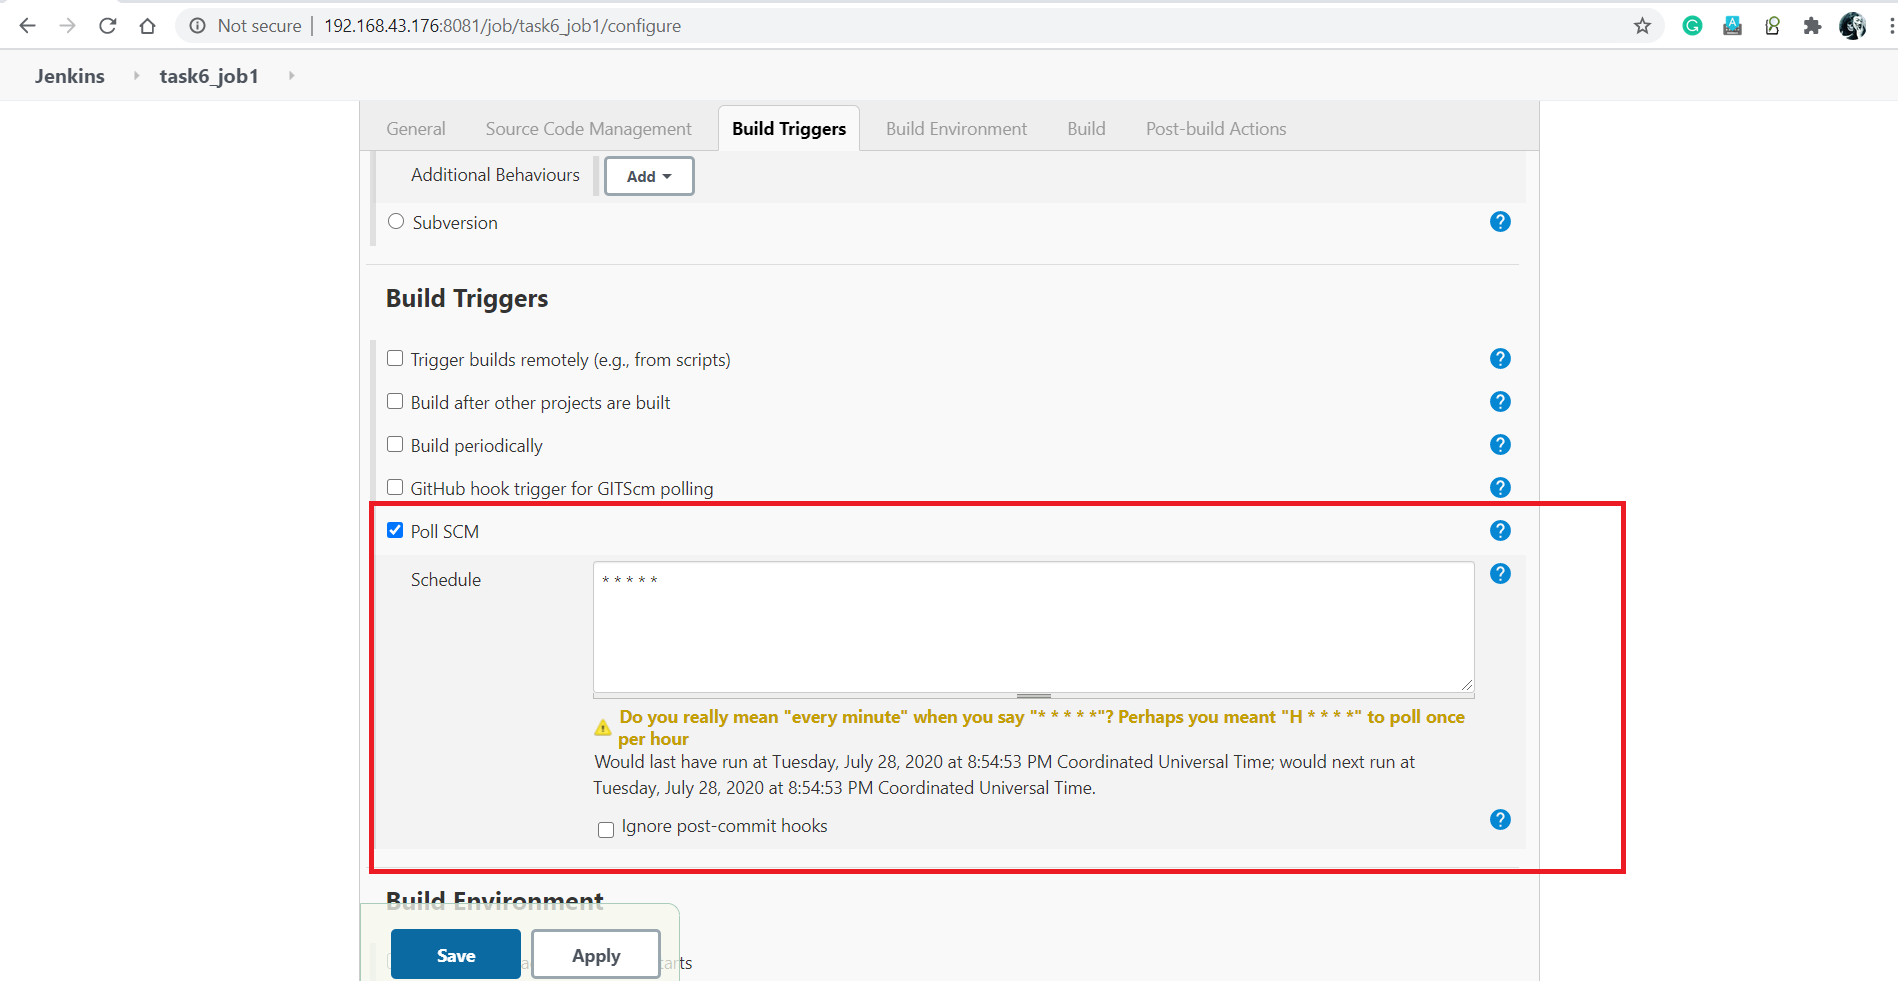 Not secure | 192.168.43.176:8081/job/task6_job1/configure
Jenkins task6_job1
General Source Code Management Build Triggers Build Environment Build Post-build Actions
Additional Behaviours Add
Subversion ?
Build Triggers
Trigger builds remotely (e.g., from scripts) ?
Build after other projects are built ?
Build periodically ?
GitHub hook trigger for GITScm polling ?
Poll SCM ?
Schedule * * * * * ?
Do you really mean "every minute" when you say "* * * * *"? Perhaps you meant "H * * * *" to poll once
per hour
Would last have run at Tuesday, July 28, 2020 at 8:54:53 PM Coordinated Universal Time; would next run at
Tuesday, July 28, 2020 at 8:54:53 PM Coordinated Universal Time.
Ignore post-commit hooks ?
Build Environment
Save Apply